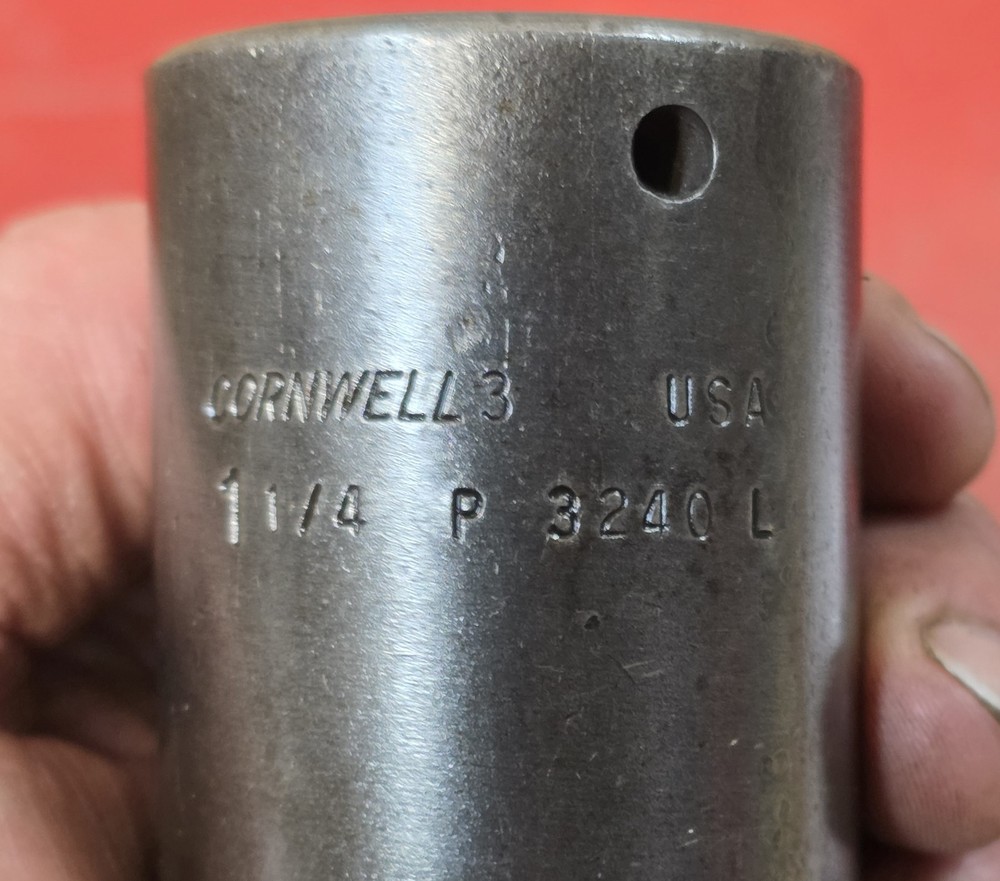 CORNWELL 3 USA
1 1/4 P 3240 L